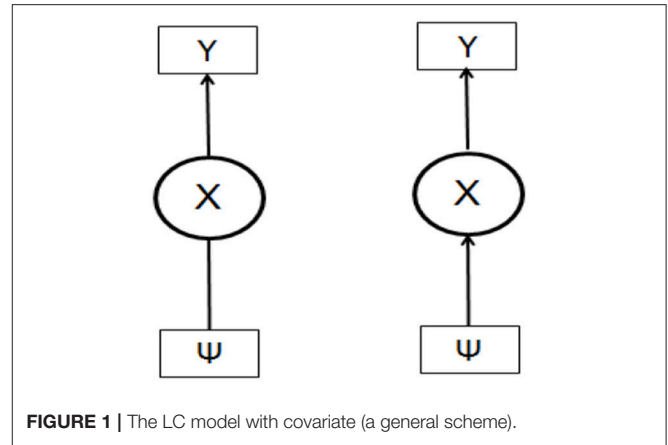 Y
Y
X
X
Ψ
Ψ
FIGURE 1 | The LC model with covariate (a general scheme).